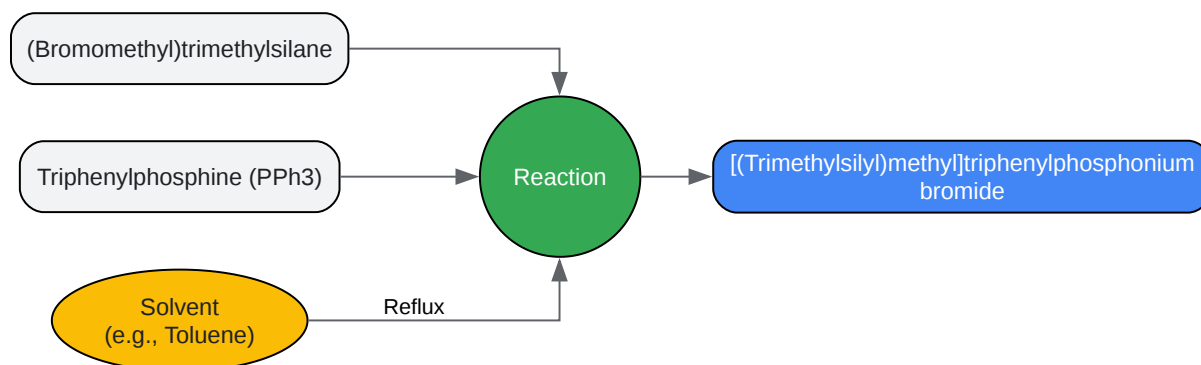 (Bromomethyl)trimethylsilane
Triphenylphosphine (PPh3)
Reaction
[(Trimethylsilyl)methyl]triphenylphosphonium
bromide
Solvent
(e.g., Toluene)
Reflux